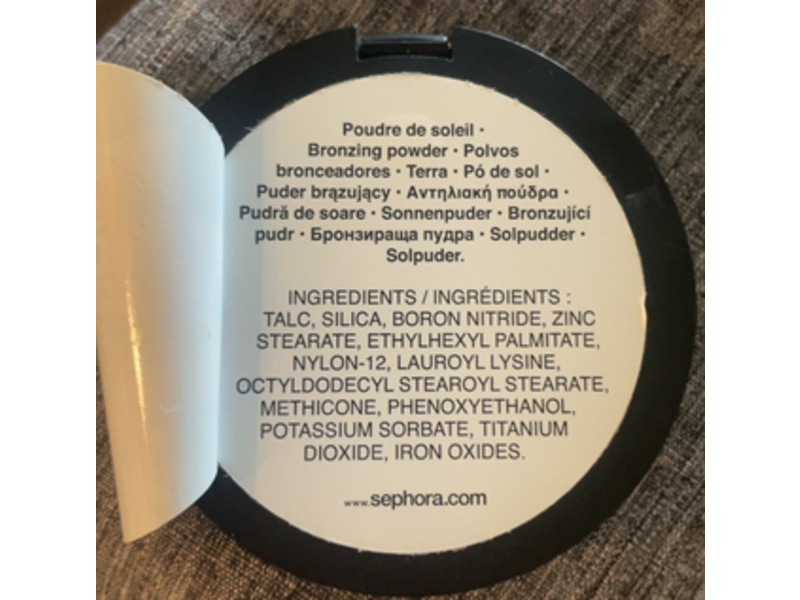 Poudre de soleil •
Bronzing powder • Polvos
bronceadores • Terra • Pó de sol •
Puder brązujący • Αντηλιακή πούδρα •
Pudră de soare • Sonnenpuder • Bronzující
pudr • Бронзираща пудра • Solpudder •
Solpuder.
INGREDIENTS / INGRÉDIENTS :
TALC, SILICA, BORON NITRIDE, ZINC
STEARATE, ETHYLHEXYL PALMITATE,
NYLON-12, LAUROYL LYSINE,
OCTYLDODECYL STEAROYL STEARATE,
METHICONE, PHENOXYETHANOL,
POTASSIUM SORBATE, TITANIUM
DIOXIDE, IRON OXIDES.
www.sephora.com